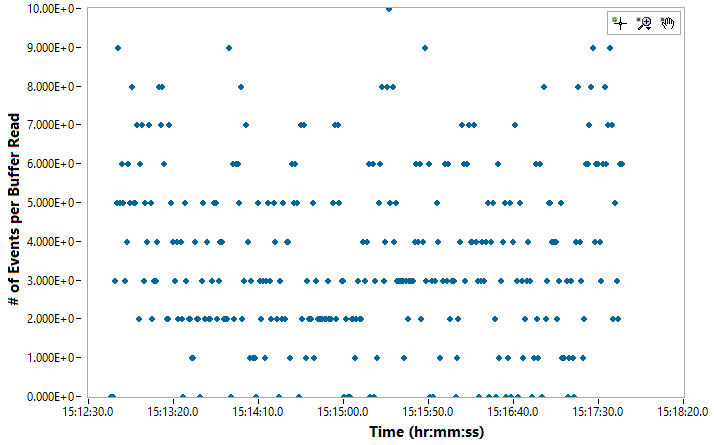 10.00E+0
9.000E+0
8.000E+0
7.000E+0
6.000E+0
5.000E+0
4.000E+0
3.000E+0
2.000E+0
1.000E+0
0.000E+0
# of Events per Buffer Read
15:12:30.0 15:13:20.0 15:14:10.0 15:15:00.0 15:15:50.0 15:16:40.0 15:17:30.0 15:18:20.0
Time (hr:mm:ss)